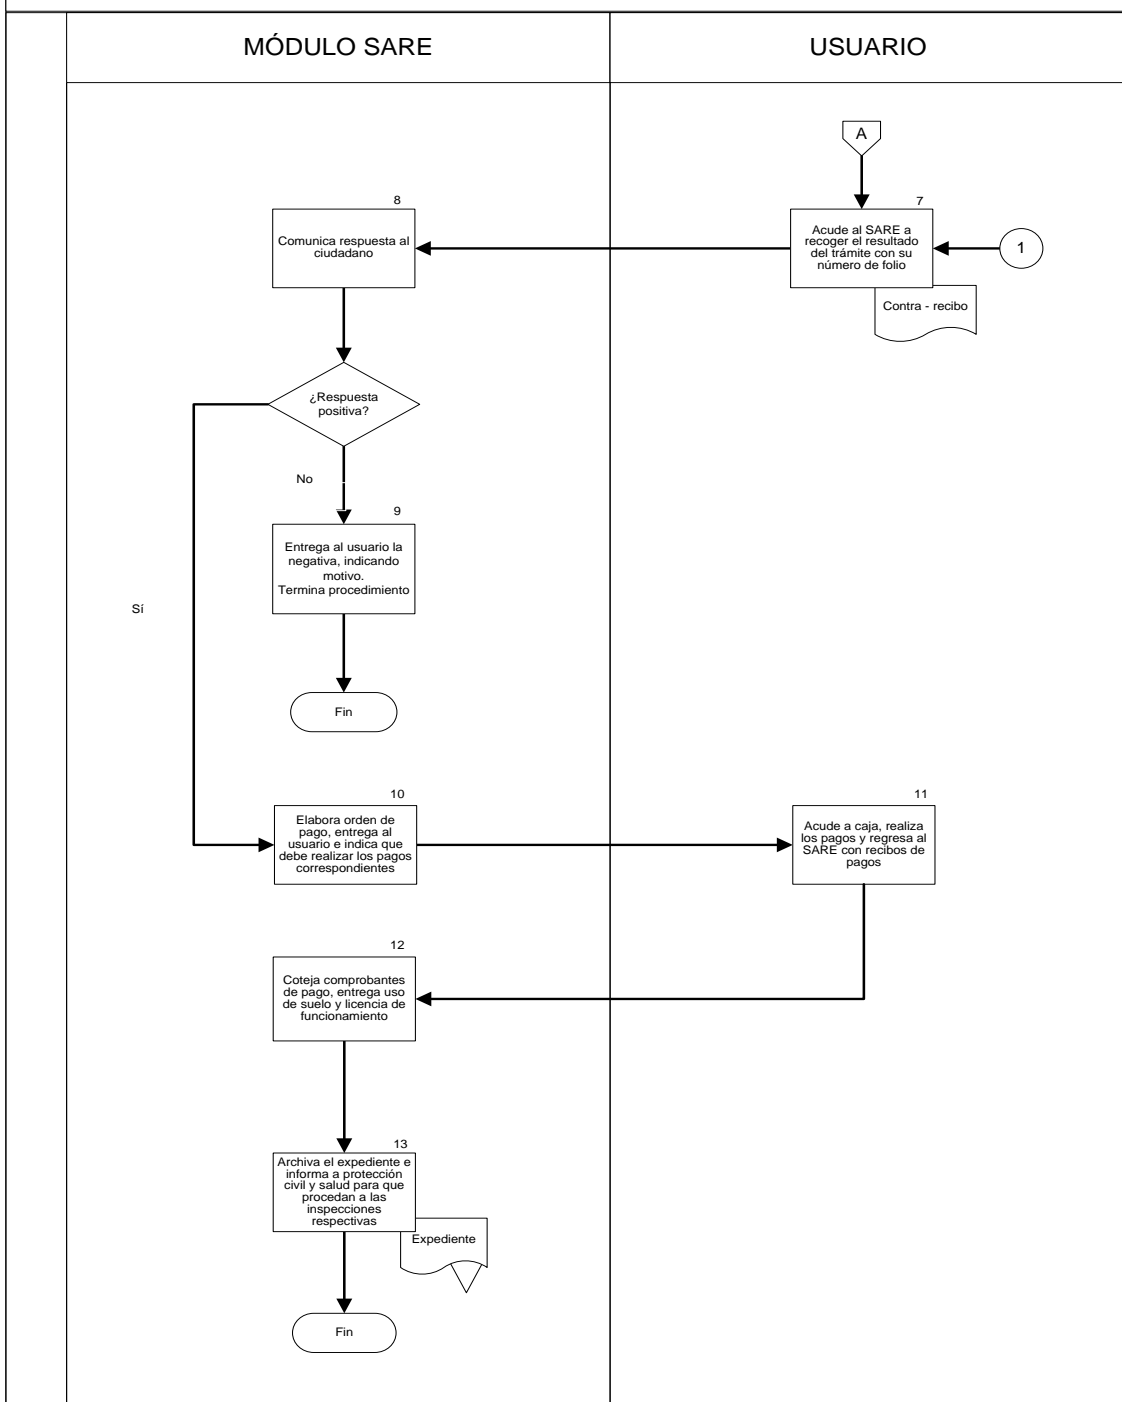 MÓDULO SARE
USUARIO
A
7
Acude al SARE a
recoger el resultado
del trámite con su
número de folio
1
Contra - recibo
8
Comunica respuesta al
ciudadano
¿Respuesta
positiva?
No
Sí
9
Entrega al usuario la
negativa, indicando
motivo.
Termina procedimiento
Fin
10
Elabora orden de
pago, entrega al
usuario e indica que
debe realizar los pagos
correspondientes
11
Acude a caja, realiza
los pagos y regresa al
SARE con recibos de
pagos
12
Coteja comprobantes
de pago, entrega uso
de suelo y licencia de
funcionamiento
13
Archiva el expediente e
informa a protección
civil y salud para que
procedan a las
inspecciones
respectivas
Expediente
Fin